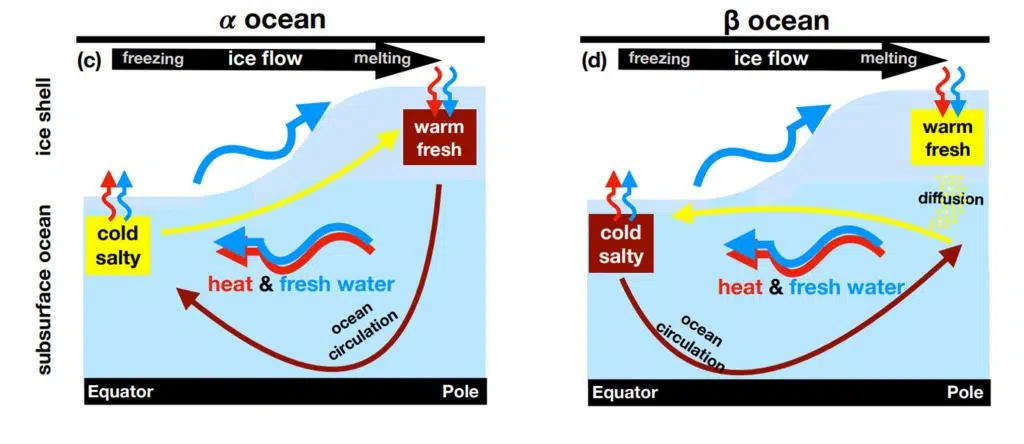 α ocean
(c)
freezing ice flow melting
ice shell
subsurface ocean
warm
fresh
cold
salty
heat & fresh water
ocean
circulation
Equator Pole
β ocean
(d)
freezing ice flow melting
warm
fresh
diffusion
cold
salty
heat & fresh water
ocean
circulation
Equator Pole